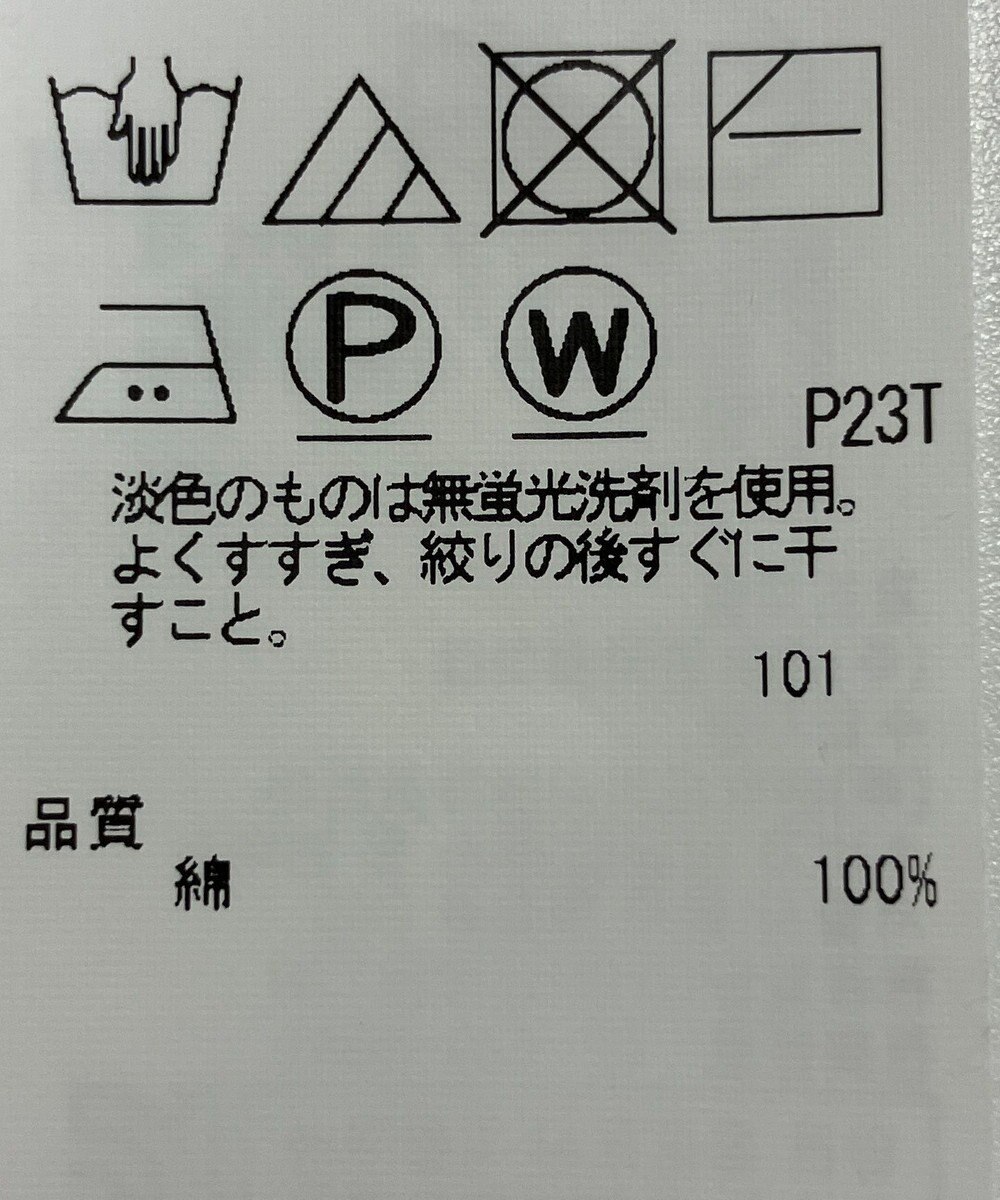 P W
P23T
淡色のものは無蛍光洗剤を使用。
よくすすぎ、絞りの後すぐに干
すこと。
101
品質
綿 100%